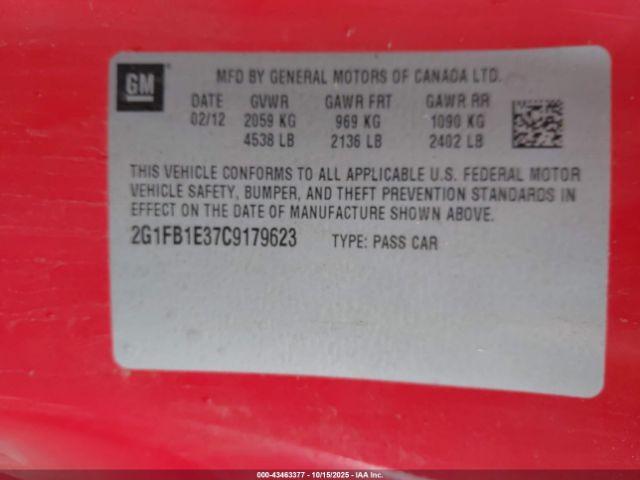 GM
MFD BY GENERAL MOTORS OF CANADA LTD.
DATE GVWR GAWR FRT GAWR RR
02/12 2059 KG 969 KG 1090 KG
4538 LB 2136 LB 2402 LB
THIS VEHICLE CONFORMS TO ALL APPLICABLE U.S. FEDERAL MOTOR
VEHICLE SAFETY, BUMPER, AND THEFT PREVENTION STANDARDS IN
EFFECT ON THE DATE OF MANUFACTURE SHOWN ABOVE.
2G1FB1E37C9179623 TYPE: PASS CAR
000-43463377 - 10/15/2025 - IAA Inc.